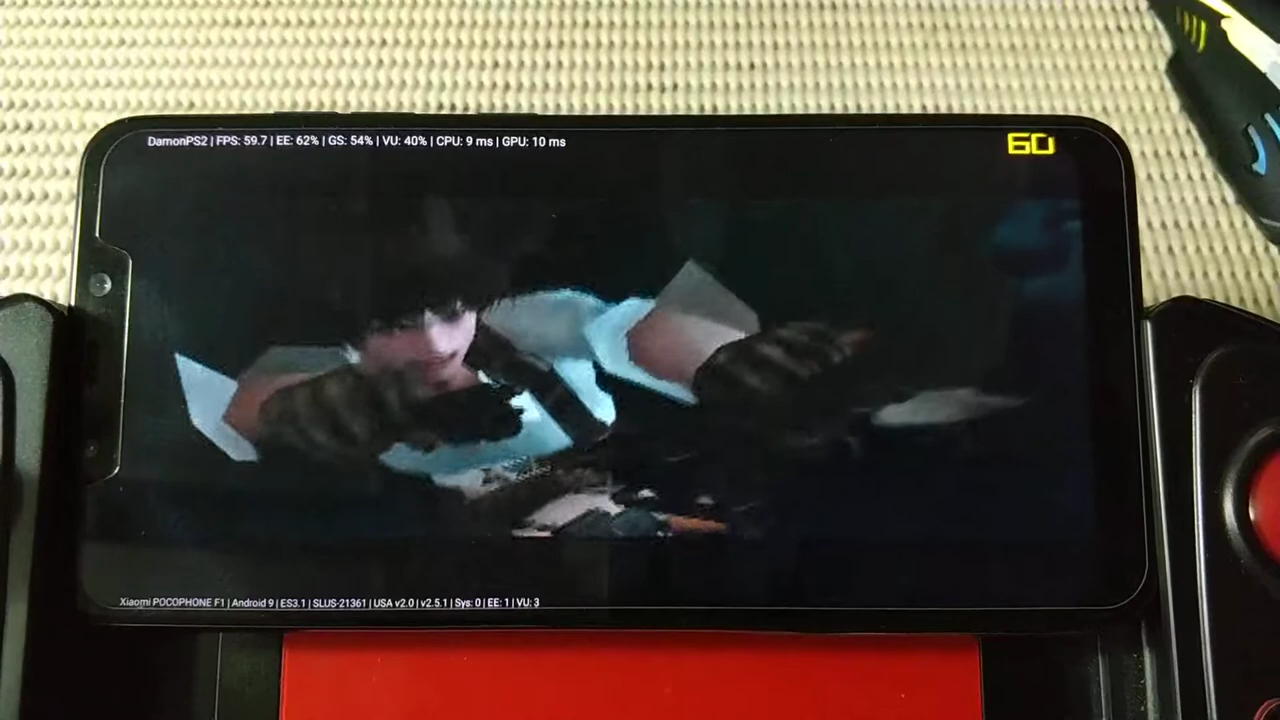 DamonPS2 | FPS: 59.7 | EE: 62% | GS: 54% | VU: 40% | CPU: 9 ms | GPU: 10 ms
60
Xiaomi POCOPHONE F1 | Android 9 | ES3.1 | SLUS-21361 | USA v2.0 | v2.5.1 | Sys: 0 | EE: 1 | VU: 3